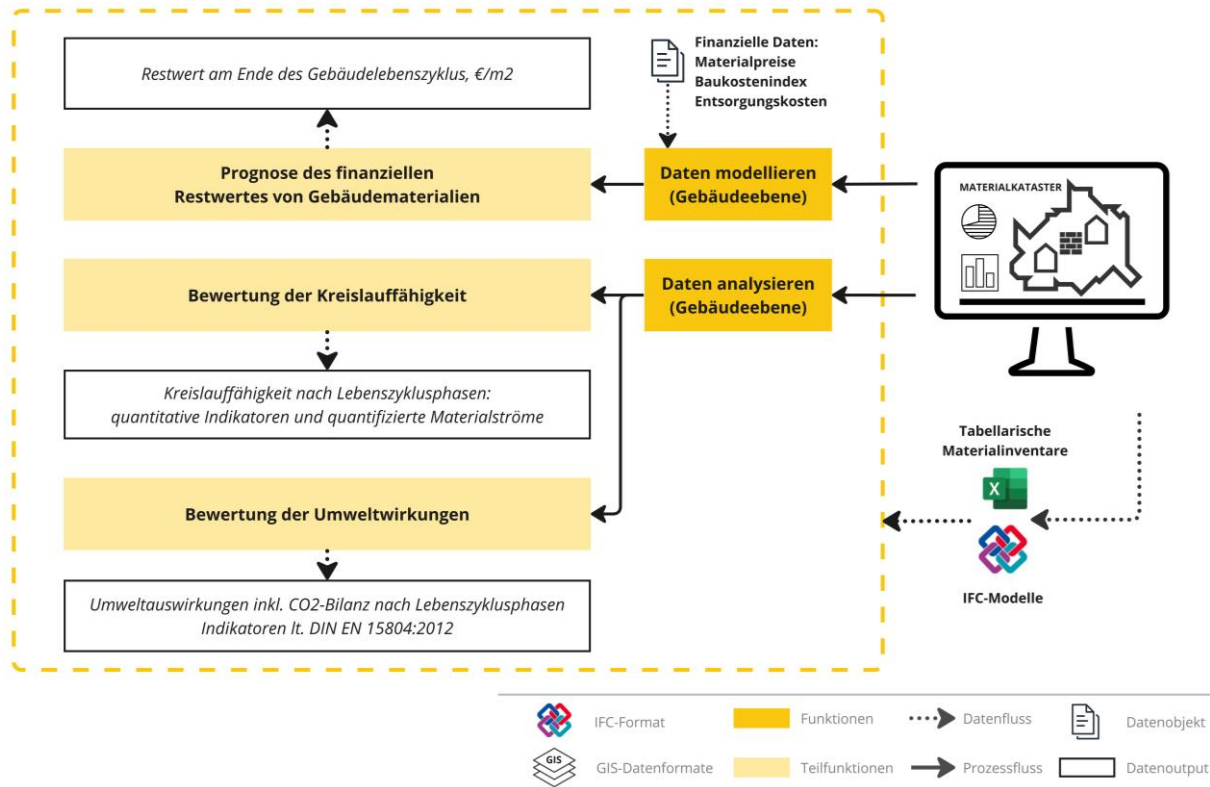 Restwert am Ende des Gebäudelebenszyklus, €/m2
Finanzielle Daten:
Materialpreise
Baukostenindex
Entsorgungskosten
Prognose des finanziellen
Restwertes von Gebäudematerialien
Daten modellieren
(Gebäudeebene)
MATERIALKATASTER
Bewertung der Kreislauffähigkeit
Daten analysieren
(Gebäudeebene)
Kreislauffähigkeit nach Lebenszyklusphasen:
quantitative Indikatoren und quantifizierte Materialströme
Tabellarische
Materialinventare
X
Bewertung der Umweltwirkungen
IFC-Modelle
Umweltauswirkungen inkl. CO2-Bilanz nach Lebenszyklusphasen
Indikatoren lt. DIN EN 15804:2012
IFC-Format
Funktionen
Datenfluss
Datenobjekt
GIS
GIS-Datenformate
Teilfunktionen
Prozessfluss
Datenoutput